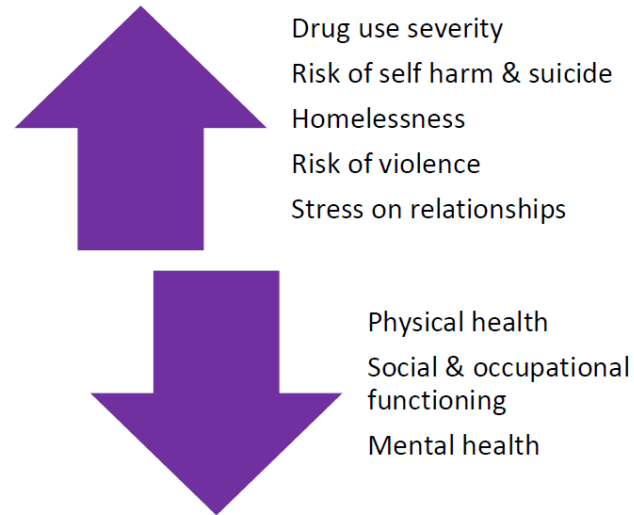 Drug use severity
Risk of self harm & suicide
Homelessness
Risk of violence
Stress on relationships
Physical health
Social & occupational
functioning
Mental health